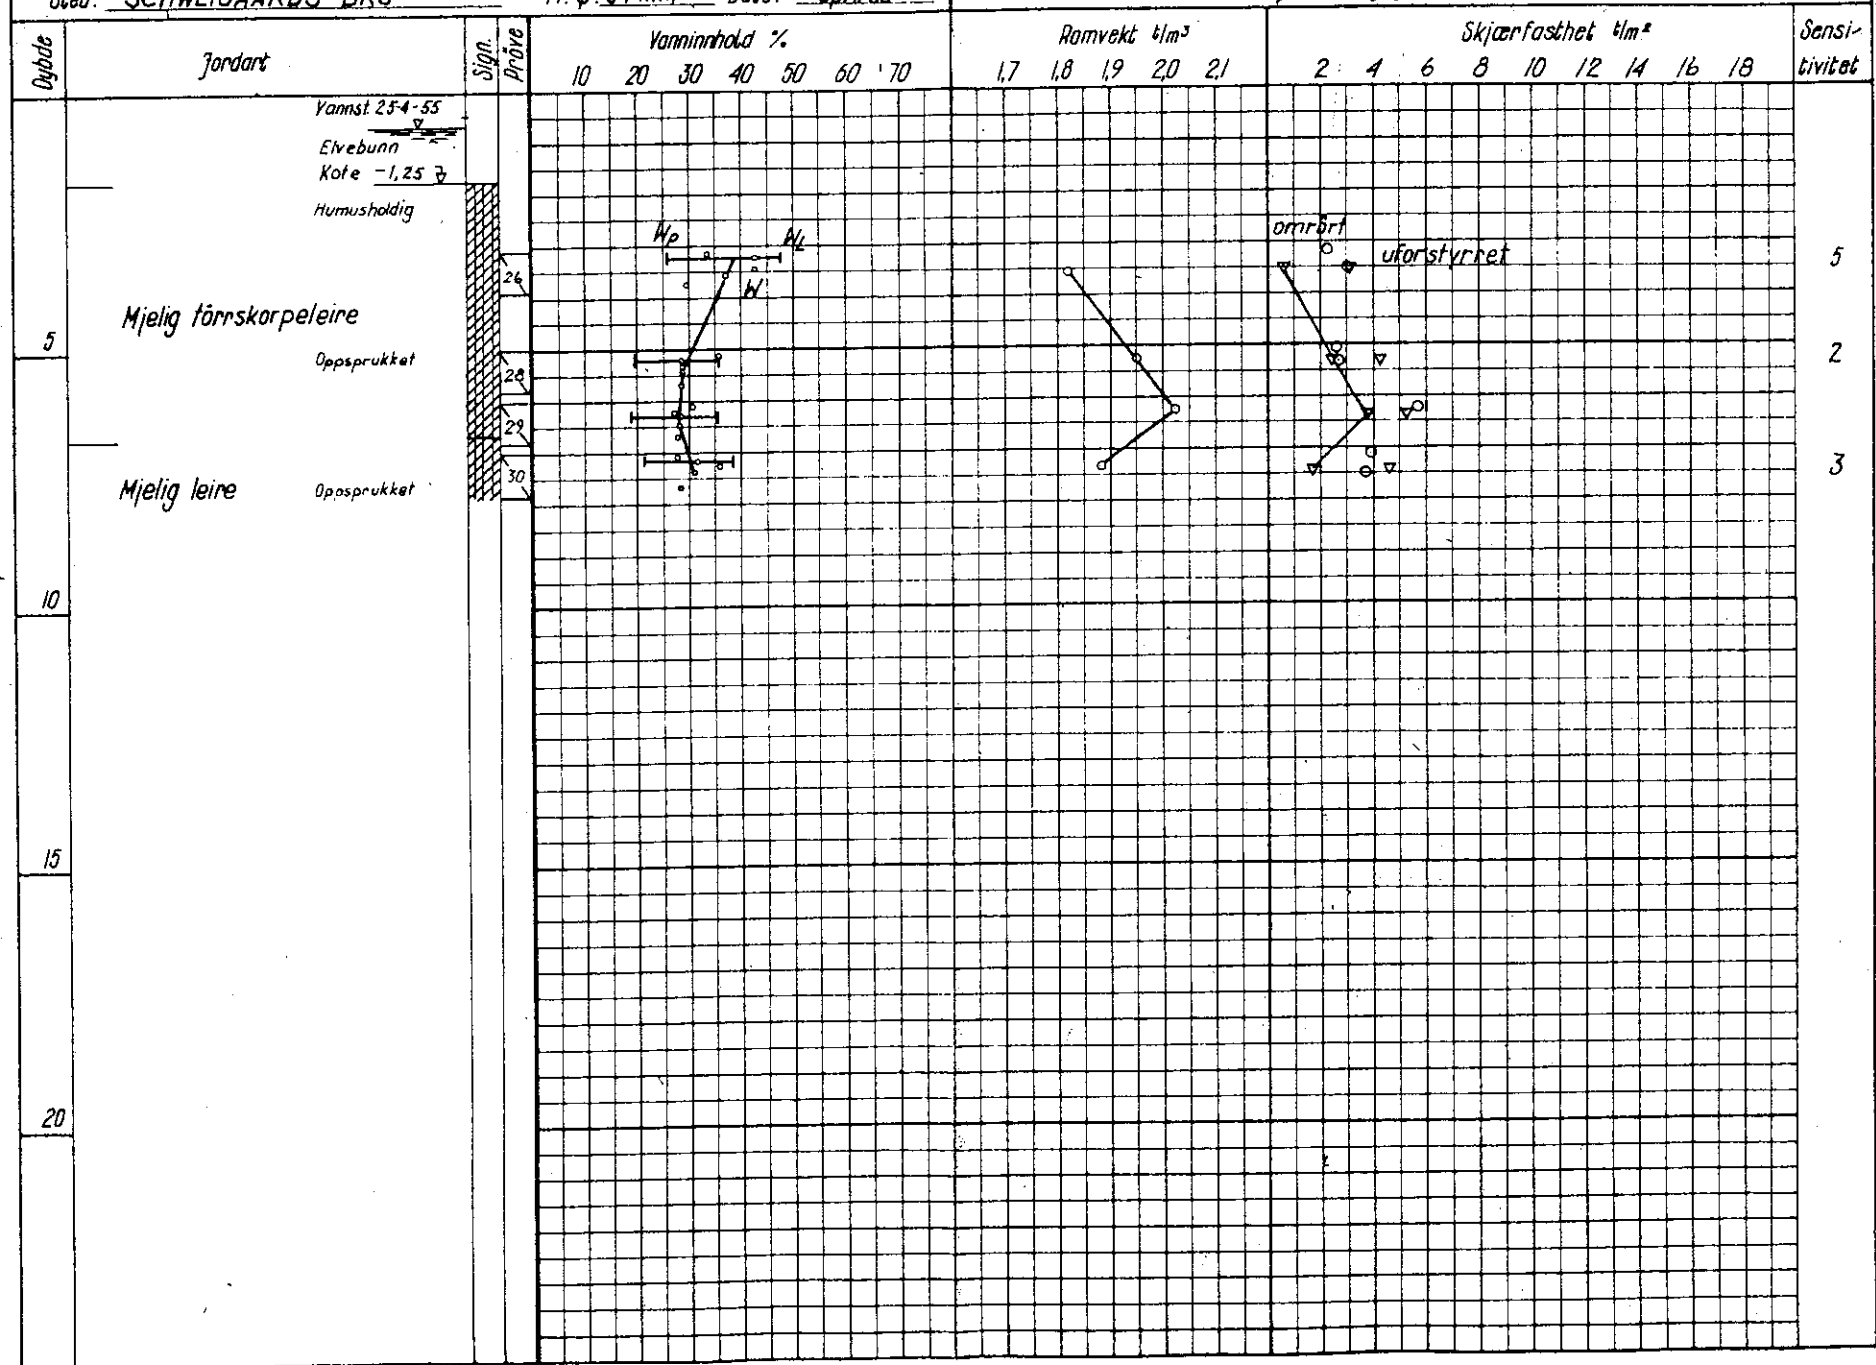 Sted: SCHWEIGAARDS BRU
Dybde
Jordart
Sign.
Pröve
Vanninnhold %
10 20 30 40 50 60 70
Romvekt t/m³
1,7 1,8 1,9 2,0 2,1
Skjærfasthet t/m²
2 4 6 8 10 12 14 16 18
Sensi-
tivitet
Vannst. 25-4-55
Elvebunn
Kote -1,25
Humusholdig
Wp
WL
W
omrört
uforstyrret
26
5
Mjelig törrskorpeleire
5
Oppsprukket
28
2
29
Mjelig leire
Oppsprukket
30
3
10
15
20